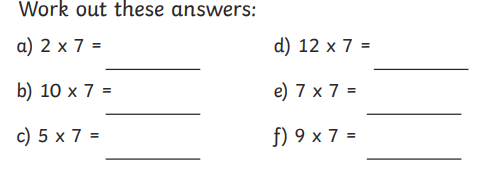 Work out these answers:
a) 2 x 7 =
b) 10 x 7 =
c) 5 x 7 =
d) 12 x 7 =
e) 7 x 7 =
f) 9 x 7 =